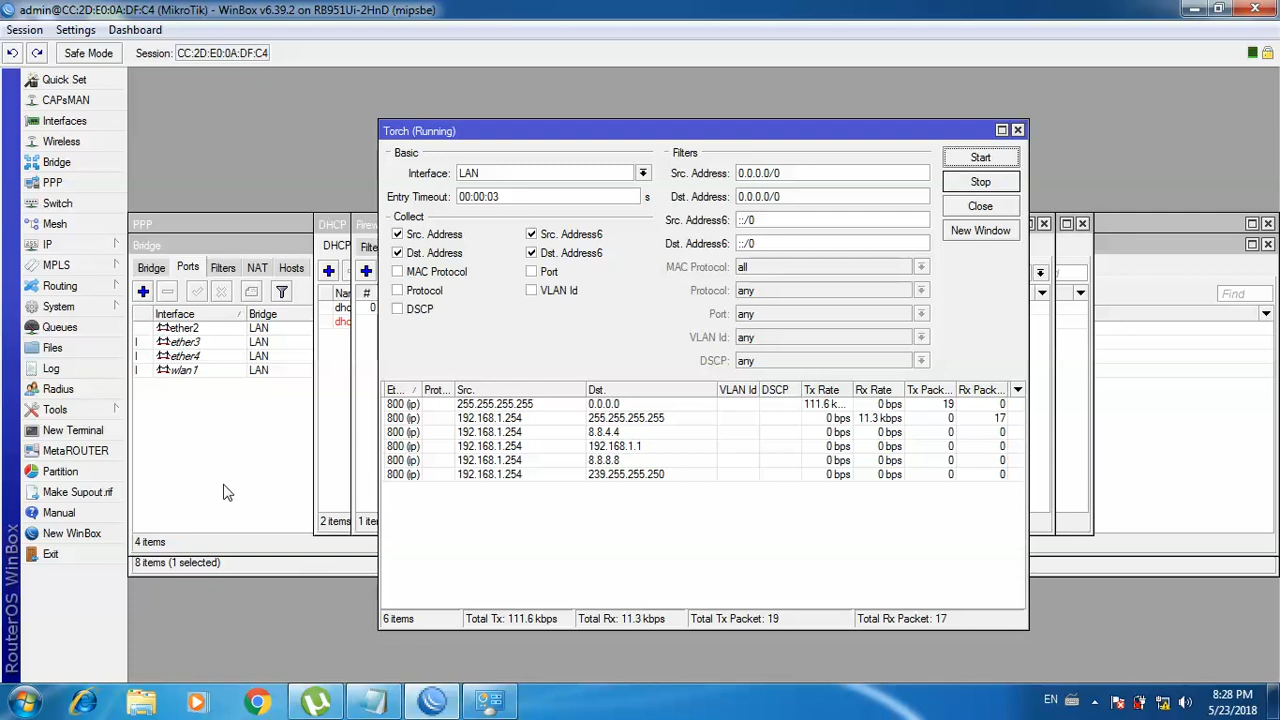 admin@CC:2D:E0:0A:DF:C4 (MikroTik) - WinBox v6.39.2 on RB951Ui-2HnD (mipsbe)
Session Settings Dashboard
Safe Mode Session: CC:2D:E0:0A:DF:C4
Quick Set
CAPsMAN
Interfaces
Wireless
Bridge
PPP
Switch
Mesh
IP
MPLS
Routing
System
Queues
Files
Log
Radius
Tools
New Terminal
MetaROUTER
Partition
Make Supout.rif
Manual
New WinBox
Exit
RouterOS WinBox
PPP
Bridge
Bridge Ports Filters NAT Hosts
Interface Bridge
ether2 LAN
I ether3 LAN
I ether4 LAN
I wlan1 LAN
4 items
8 items (1 selected)
DHCP
DHCP
Na
dhc
dhc
2 items
Firew
Filte
#
0
1 iter
Find
Torch (Running)
Basic
Interface: LAN
Entry Timeout: 00:00:03 s
Collect
Src. Address Src. Address6
Dst. Address Dst. Address6
MAC Protocol Port
Protocol VLAN Id
DSCP
Filters
Src. Address: 0.0.0.0/0
Dst. Address: 0.0.0.0/0
Src. Address6: ::/0
Dst. Address6: ::/0
MAC Protocol: all
Protocol: any
Port: any
VLAN Id: any
DSCP: any
Start
Stop
Close
New Window
Et... Prot... Src. Dst. VLAN Id DSCP Tx Rate Rx Rate Tx Pack... Rx Pack...
800 (ip) 255.255.255.255 0.0.0.0 111.6 k... 0 bps 19 0
800 (ip) 192.168.1.254 255.255.255.255 0 bps 11.3 kbps 0 17
800 (ip) 192.168.1.254 8.8.4.4 0 bps 0 bps 0 0
800 (ip) 192.168.1.254 192.168.1.1 0 bps 0 bps 0 0
800 (ip) 192.168.1.254 8.8.8.8 0 bps 0 bps 0 0
800 (ip) 192.168.1.254 239.255.255.250 0 bps 0 bps 0 0
6 items Total Tx: 111.6 kbps Total Rx: 11.3 kbps Total Tx Packet: 19 Total Rx Packet: 17
EN
8:28 PM
5/23/2018